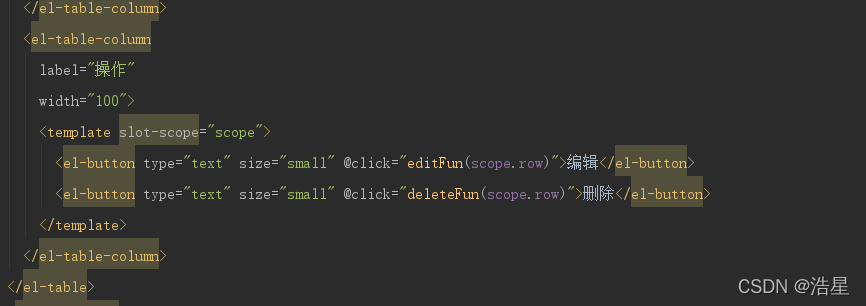 </el-table-column>
<el-table-column
label="操作"
width="100">
<template slot-scope="scope">
<el-button type="text" size="small" @click="editFun(scope.row)">编辑</el-button>
<el-button type="text" size="small" @click="deleteFun(scope.row)">删除</el-button>
</template>
</el-table-column>
</el-table>
CSDN @浩星